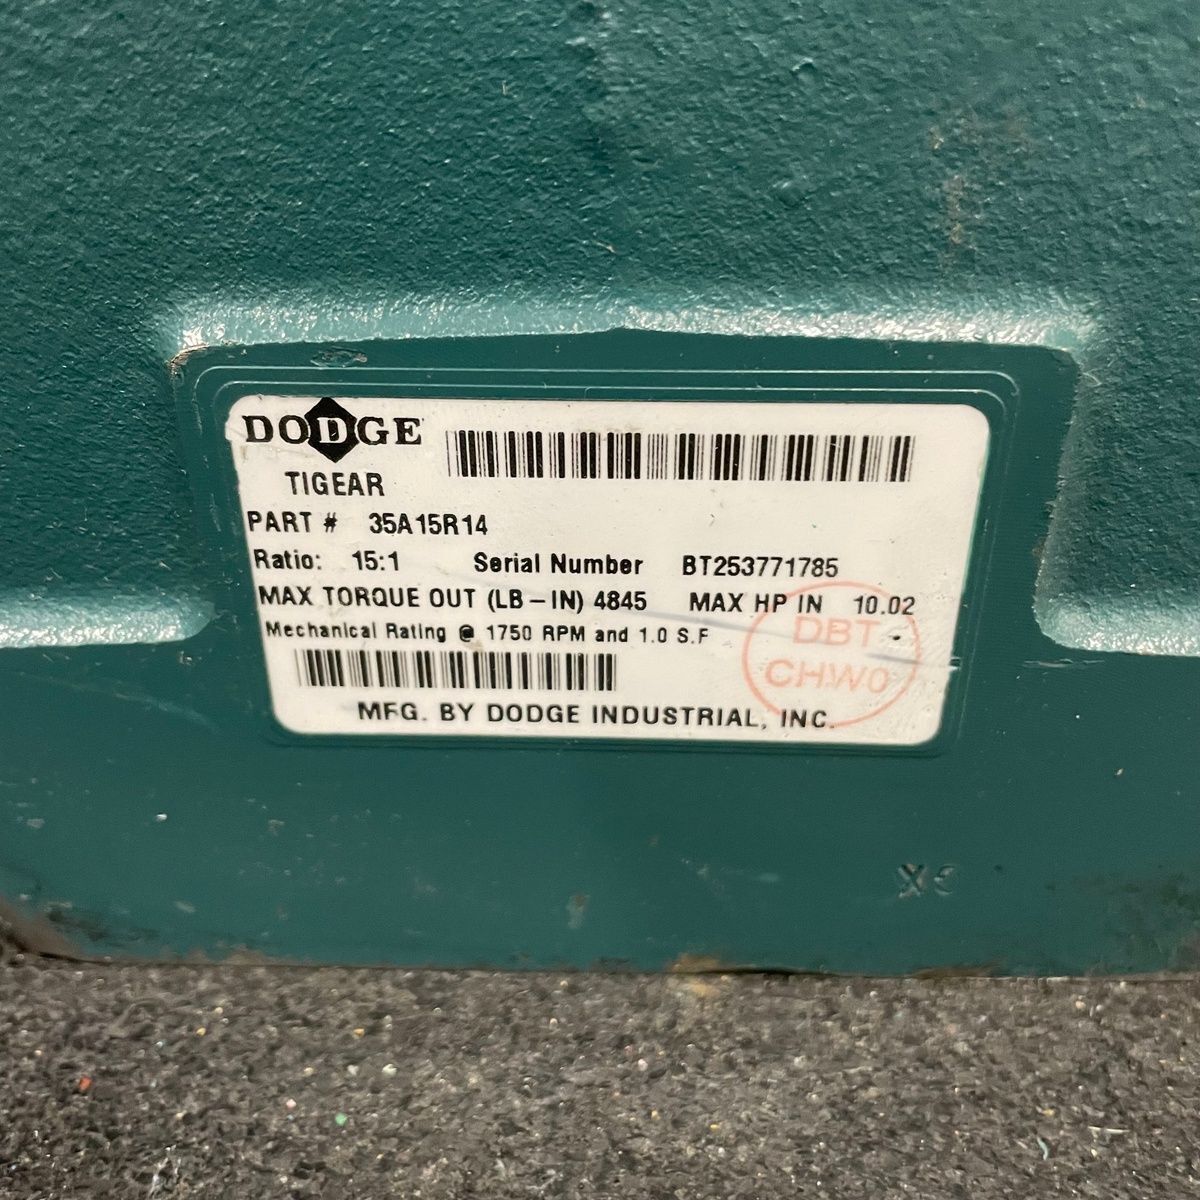 DODGE
TIGEAR
PART # 35A15R14
Ratio: 15:1 Serial Number BT253771785
MAX TORQUE OUT (LB-IN) 4845 MAX HP IN 10.02
Mechanical Rating @ 1750 RPM and 1.0 S.F
DBT
CHW0
MFG. BY DODGE INDUSTRIAL, INC.